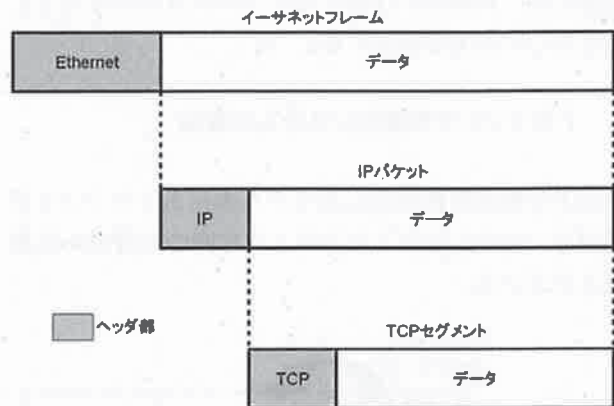 イーサネットフレーム
Ethernet
データ
IPパケット
IP
データ
ヘッダ部
TCPセグメント
TCP
データ